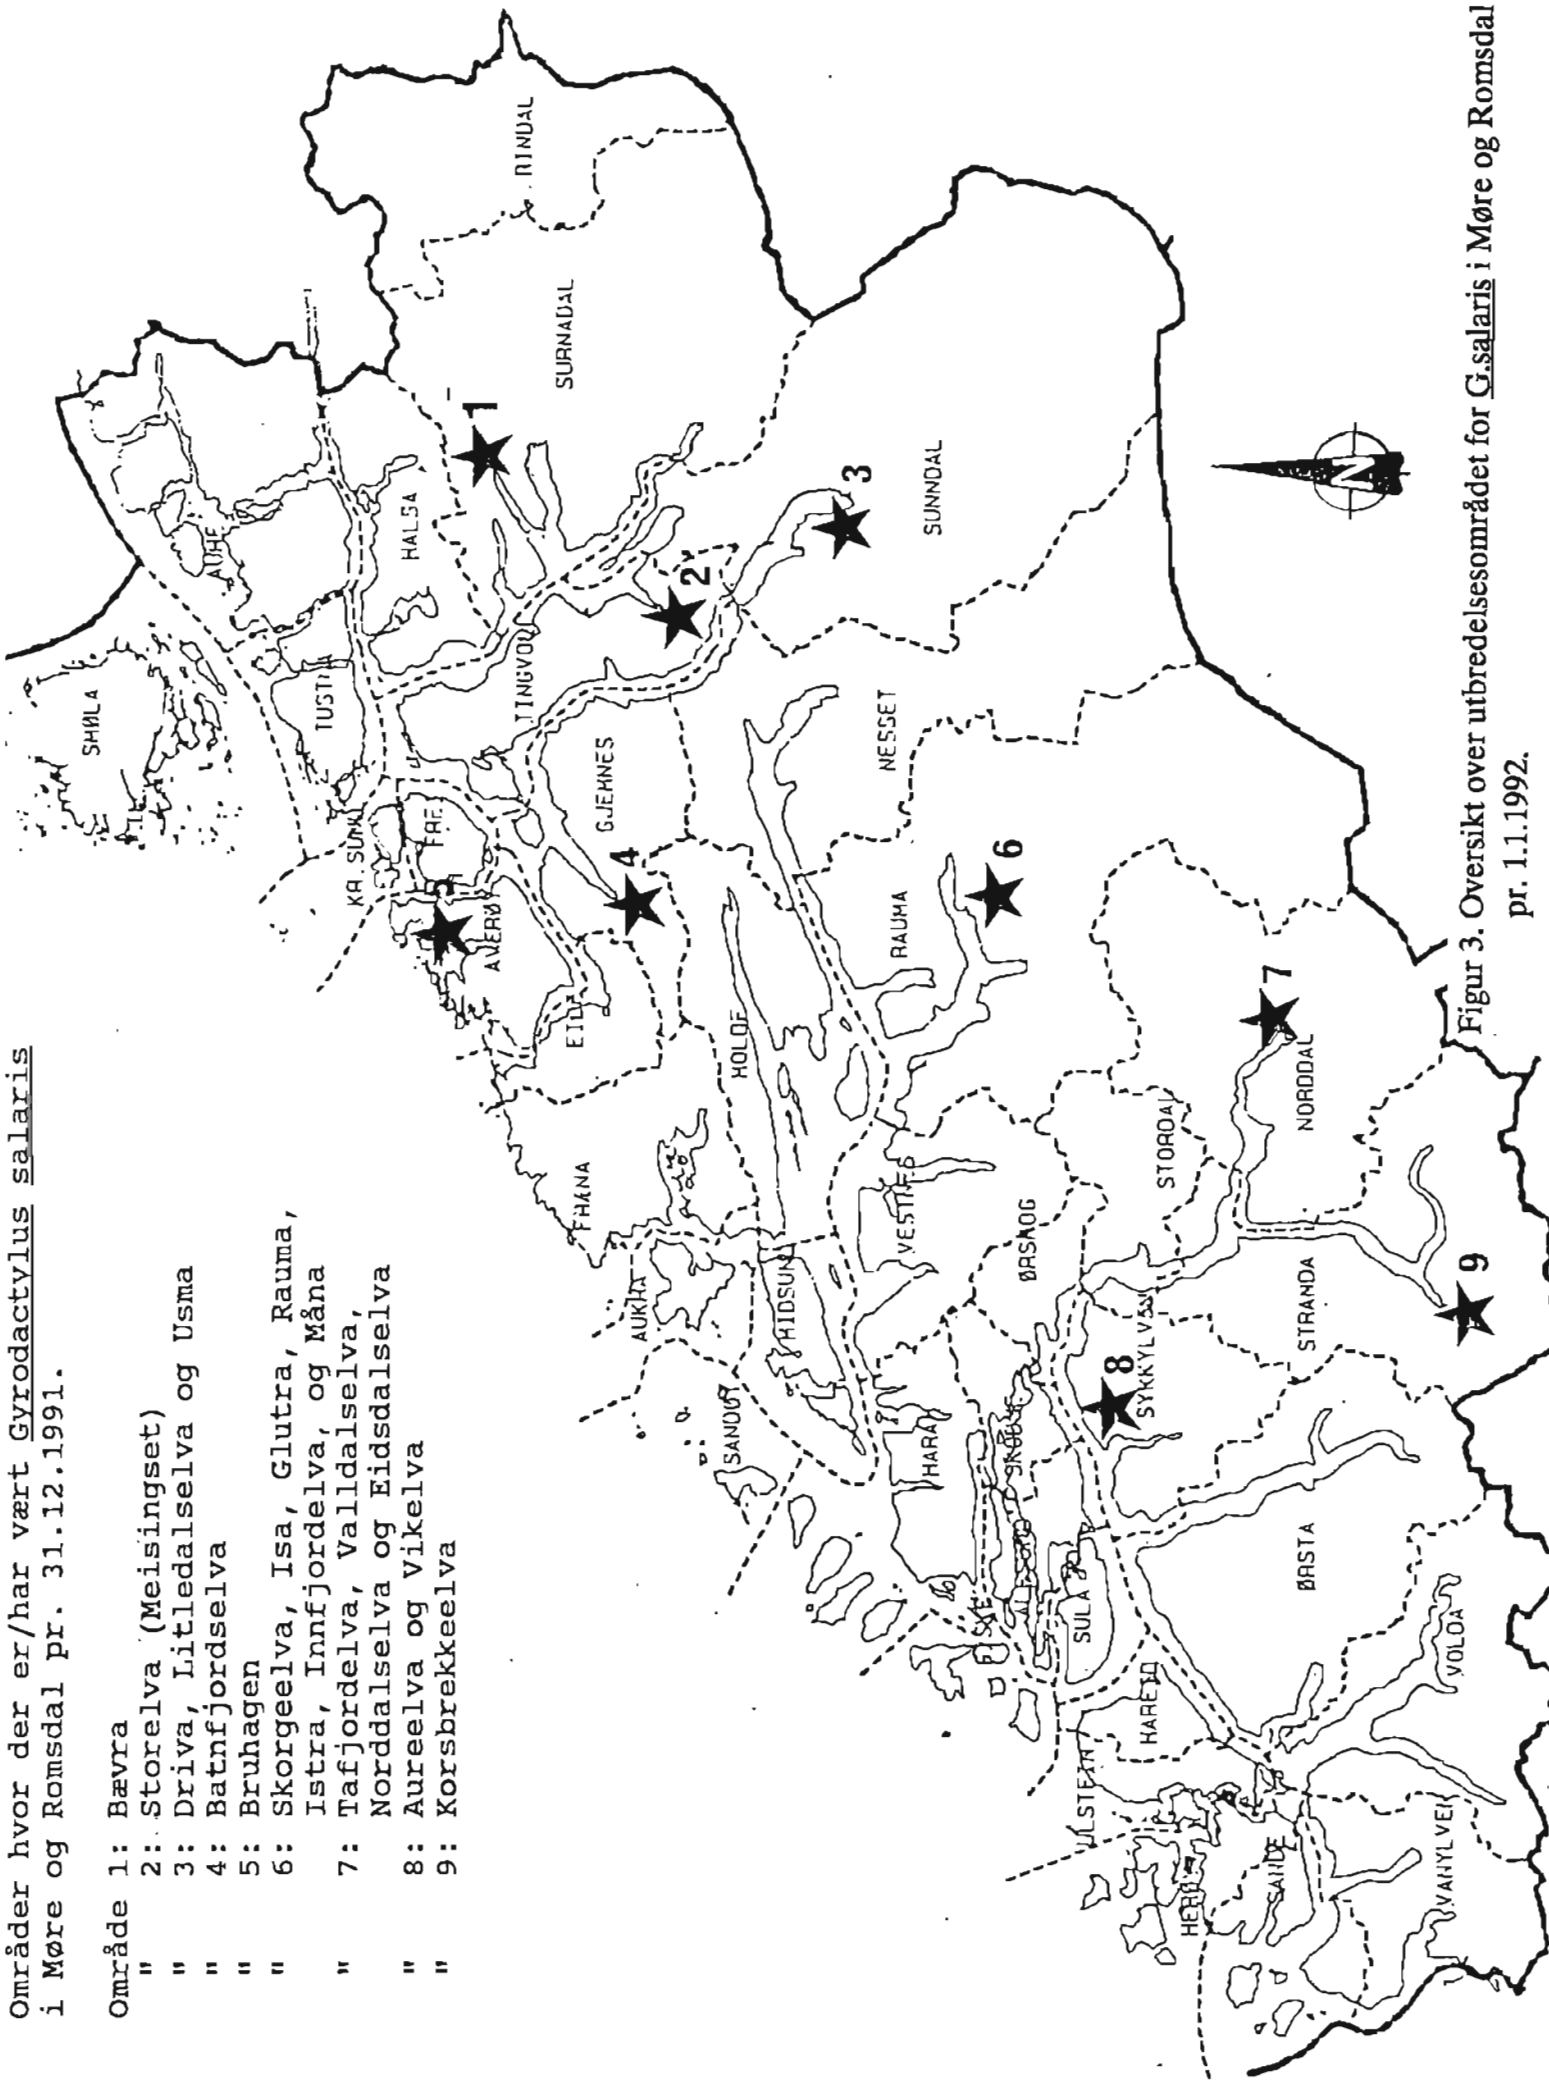 Områder hvor der er/har vært Gyrodactylus salaris
i Møre og Romsdal pr. 31.12.1991.
Område 1: Bævra
" 2: Storelva (Meisingset)
" 3: Driva, Litledalselva og Usma
" 4: Batnfjordselva
" 5: Bruhagen
" 6: Skorgeelva, Isa, Glutra, Rauma,
Istra, Innfjordelva, og Måna
" 7: Tafjordelva, Valldalselva,
Norddalselva og Eidsdalselva
" 8: Aureelva og Vikelva
" 9: Korsbrekkeelva
SMØLA
AURE
TUSTNA
HALSA
RINDAL
SURNADAL
KR. SUND
FREI
TINGVOLL
AVERØY
GJEMNES
SUNNDAL
EIDE
NESSET
FRÆNA
MOLDE
RAUMA
AUKRA
MIDSUND
VESTNES
SANDØY
HARAM
ØRSKOG
STORDAL
NORDDAL
SKODJE
SYKKYLVEN
STRANDA
SULA
ØRSTA
HAREID
ULSTEIN
VOLDA
HERØY
SANDE
VANYLVEN
1
2
3
4
5
6
7
8
9
N
Figur 3. Oversikt over utbredelsesområdet for G.salaris i Møre og Romsdal
pr. 1.1.1992.